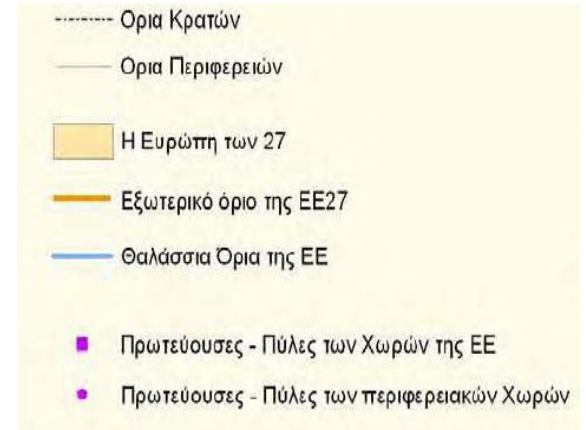 Ορια Κρατών
Ορια Περιφερειών
Η Ευρώπη των 27
Εξωτερικό όριο της ΕΕ27
Θαλάσσια Όρια της ΕΕ
Πρωτεύουσες - Πύλες των Χωρών της ΕΕ
Πρωτεύουσες - Πύλες των περιφερειακών Χωρών